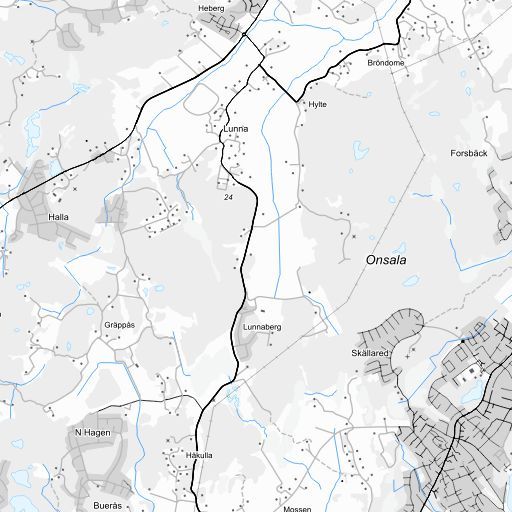 Heberg
Bröndome
Hylte
Lunna
Forsbäck
24
Halla
Onsala
Gräppås
Lunnaberg
Skällared
N Hagen
Håkulla
Buerås
Mossen